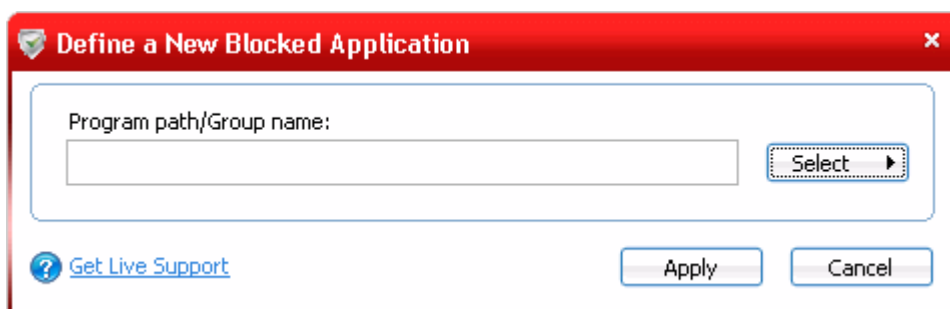 Define a New Blocked Application
Program path/Group name:
Select
Get Live Support
Apply
Cancel